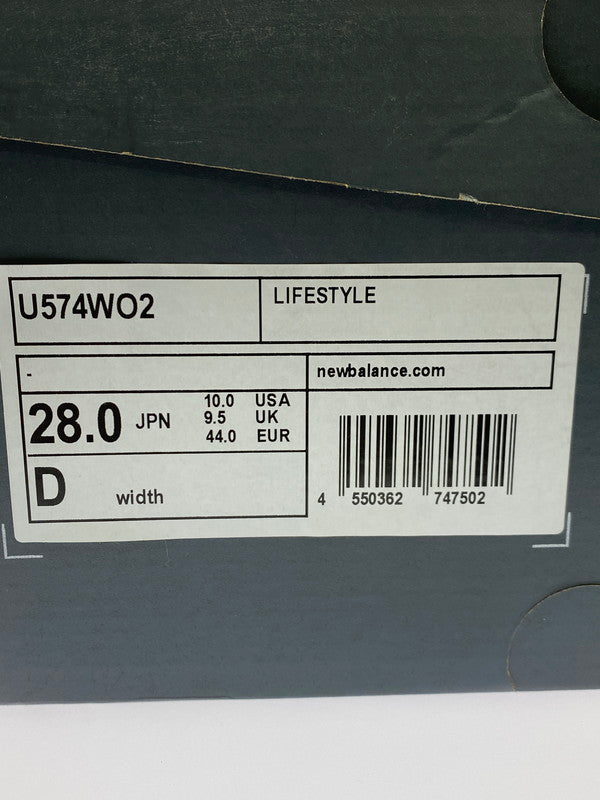 U574WO2
LIFESTYLE
-
newbalance.com
28.0 JPN
10.0 USA
9.5 UK
44.0 EUR
D width
4 550362 747502